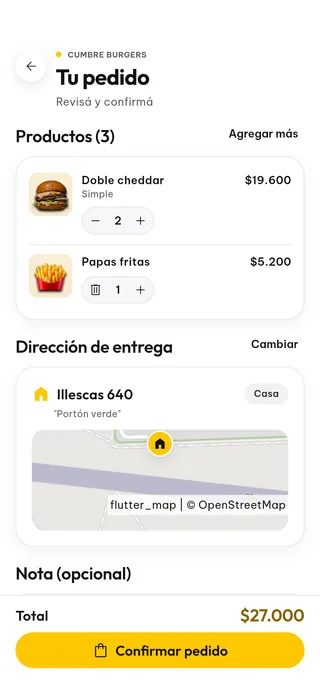 CUMBRE BURGERS
Tu pedido
Revisá y confirmá
Productos (3)
Agregar más
Doble cheddar
$19.600
Simple
2
Papas fritas
$5.200
1
Dirección de entrega
Cambiar
Illescas 640
Casa
"Portón verde"
flutter_map | © OpenStreetMap
Nota (opcional)
Total
$27.000
Confirmar pedido